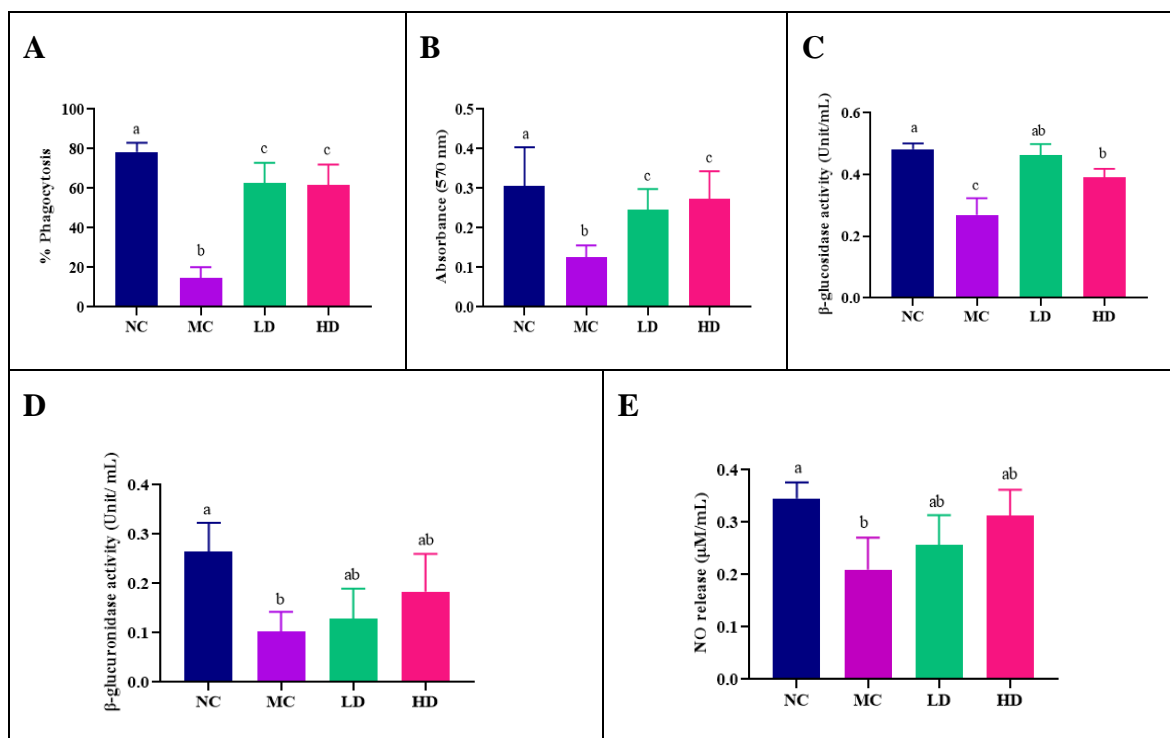 A
% Phagocytosis
100
80
60
40
20
0
a
b
c
c
NC MC LD HD
B
Absorbance (570 nm)
0.5
0.4
0.3
0.2
0.1
0.0
a
b
c
c
NC MC LD HD
C
β-glucosidase activity (Unit/mL)
0.6
0.4
0.2
0.0
a
c
ab
b
NC MC LD HD
D
β-glucuronidase activity (Unit/ mL)
0.4
0.3
0.2
0.1
0.0
a
b
ab
ab
NC MC LD HD
E
NO release (μM/mL)
0.4
0.3
0.2
0.1
0.0
a
b
ab
ab
NC MC LD HD